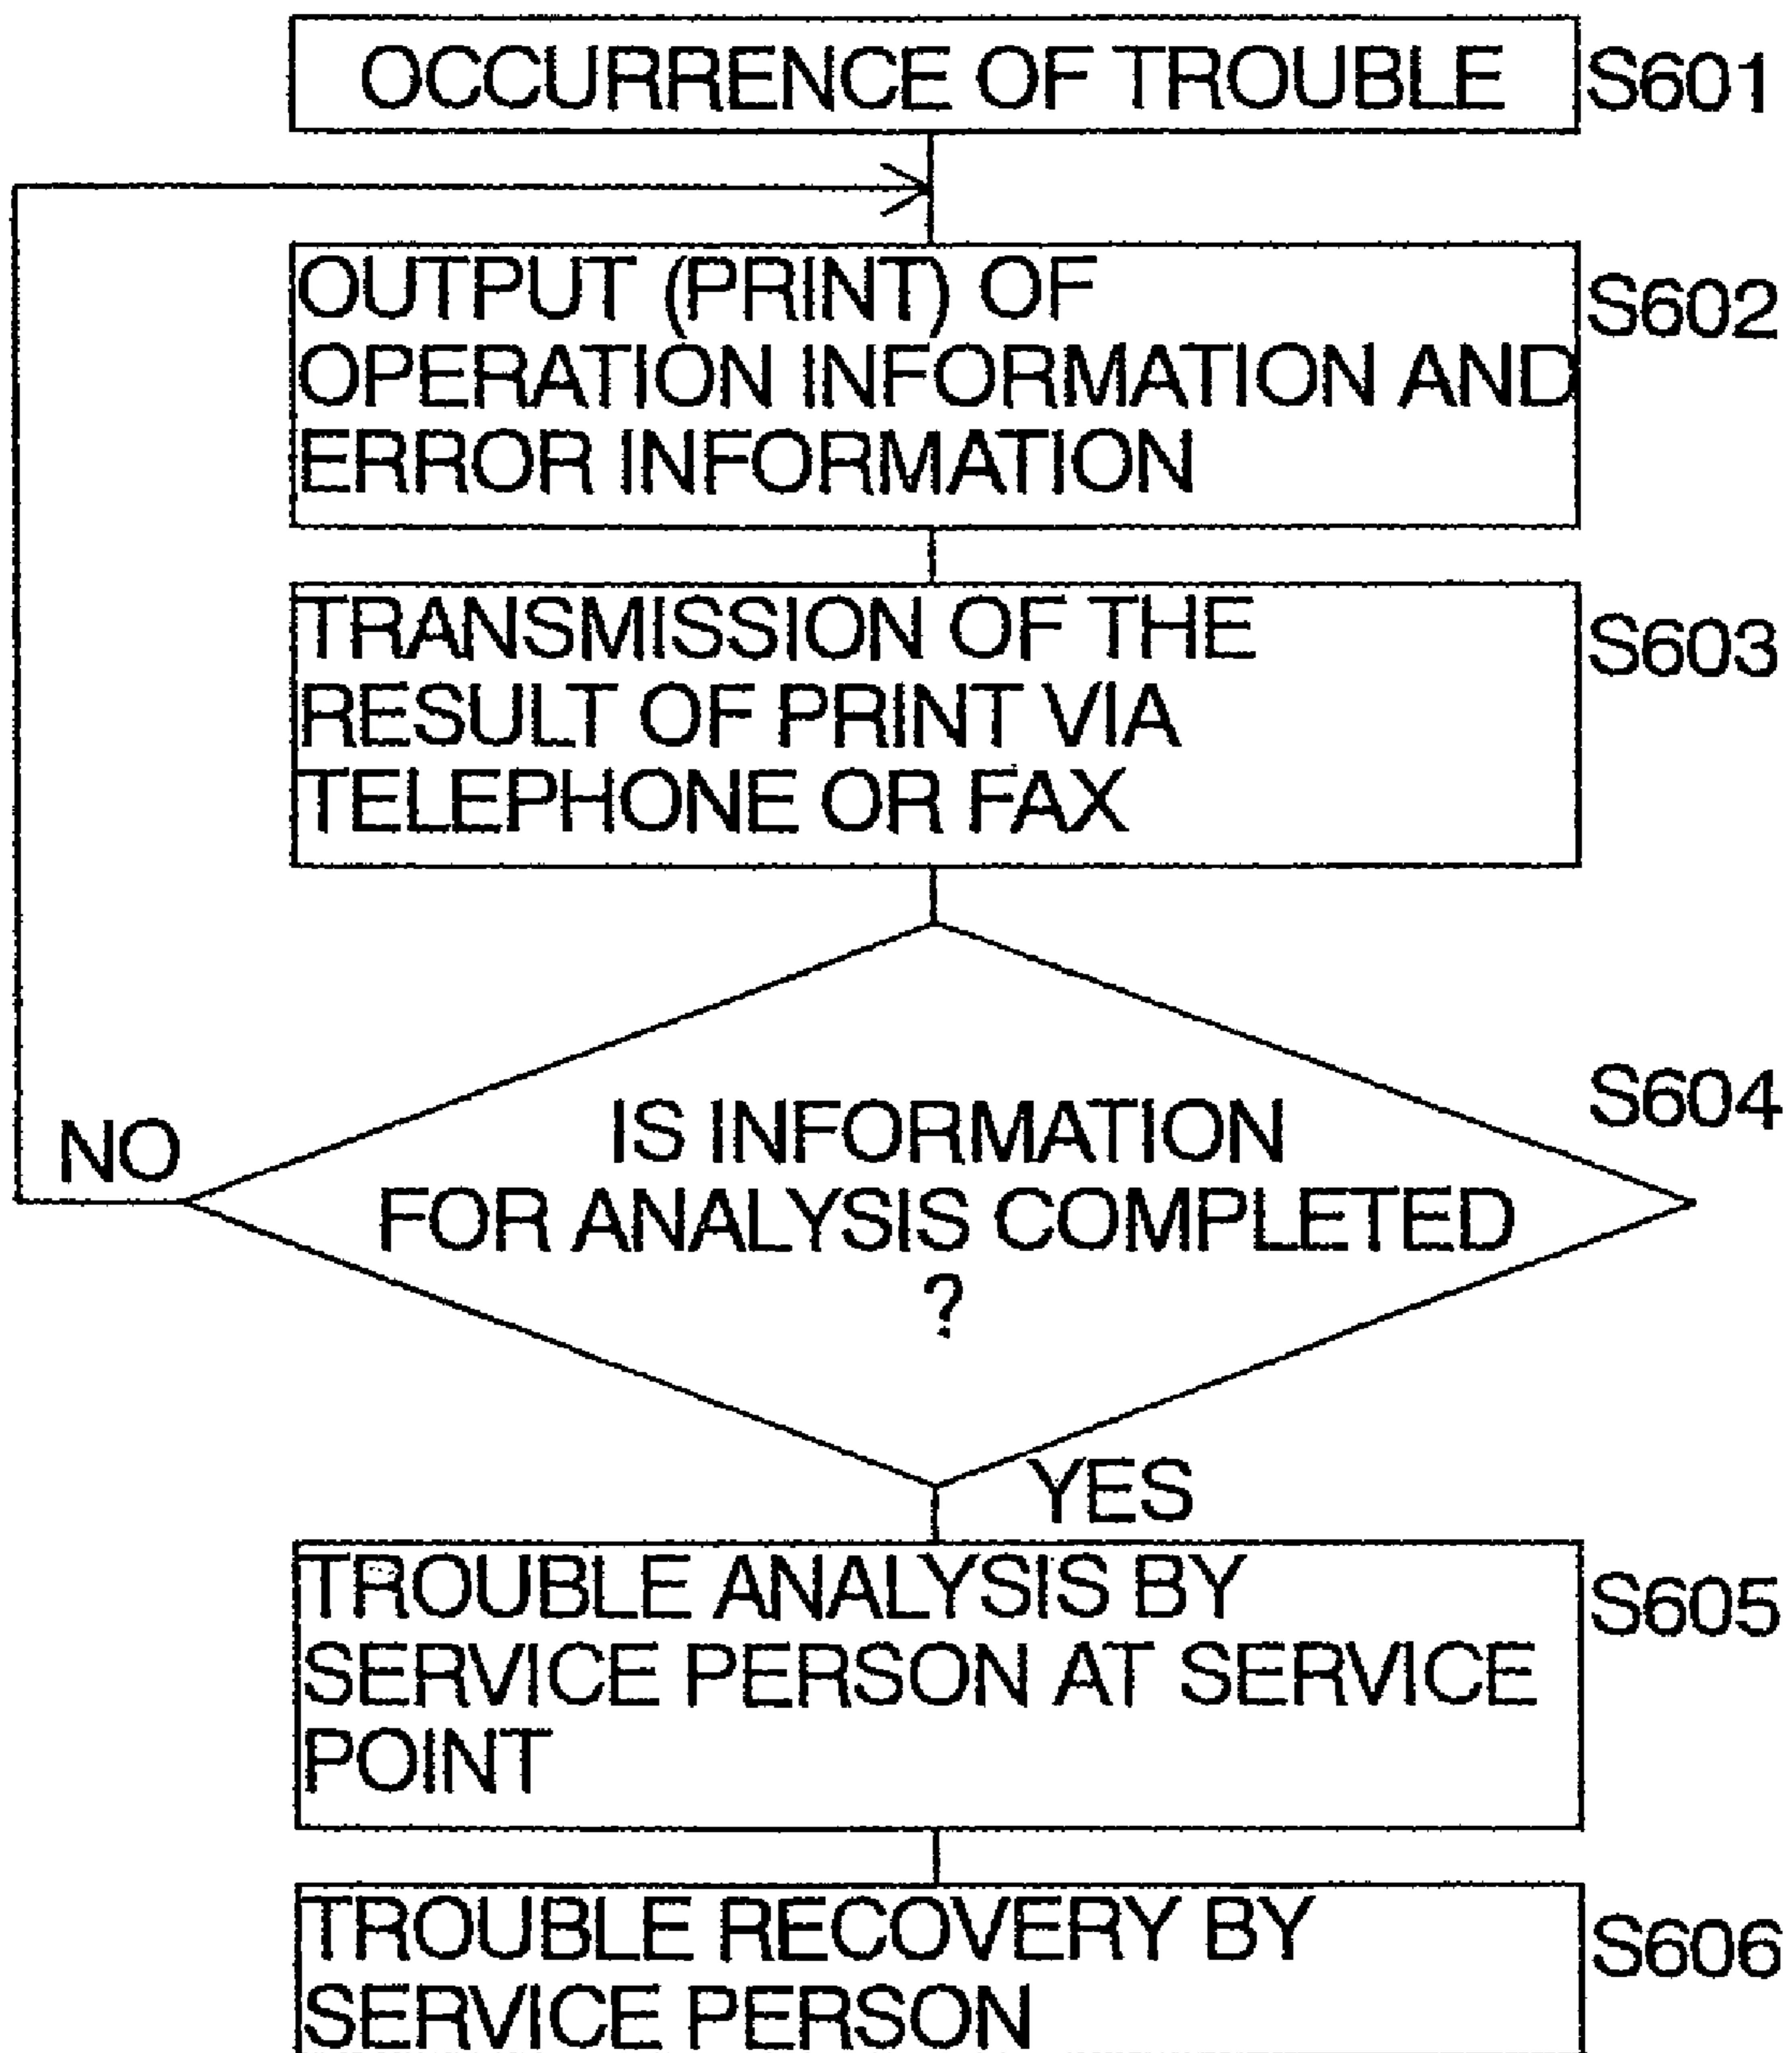 OCCURRENCE OF TROUBLE S601
OUTPUT (PRINT) OF S602
OPERATION INFORMATION AND
ERROR INFORMATION
TRANSMISSION OF THE S603
RESULT OF PRINT VIA
TELEPHONE OR FAX
S604
IS INFORMATION
NO
FOR ANALYSIS COMPLETED
?
YES
TROUBLE ANALYSIS BY S605
SERVICE PERSON AT SERVICE
POINT
TROUBLE RECOVERY BY S606
SERVICE PERSON